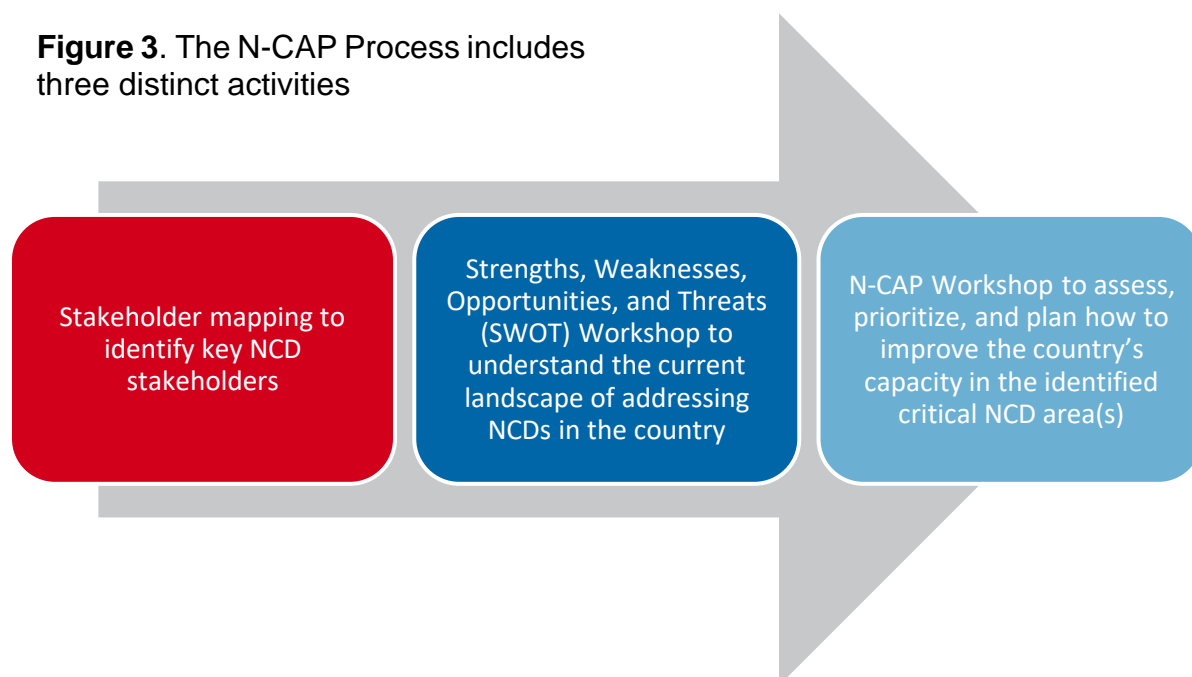 Figure 3. The N-CAP Process includes
three distinct activities
Stakeholder mapping to
identify key NCD
stakeholders
Strengths, Weaknesses,
Opportunities, and Threats
(SWOT) Workshop to
understand the current
landscape of addressing
NCDs in the country
N-CAP Workshop to assess,
prioritize, and plan how to
improve the country’s
capacity in the identified
critical NCD area(s)